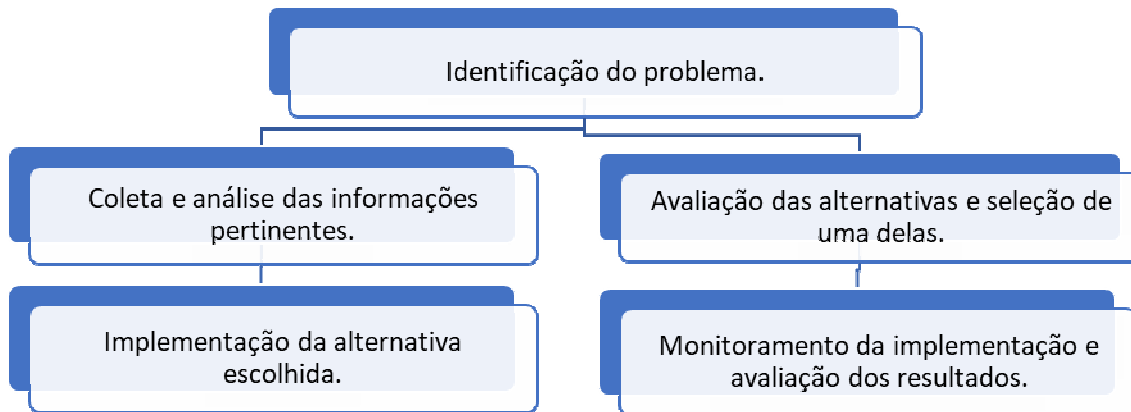 Identificação do problema.
Coleta e análise das informações
pertinentes.
Avaliação das alternativas e seleção de
uma delas.
Implementação da alternativa
escolhida.
Monitoramento da implementação e
avaliação dos resultados.